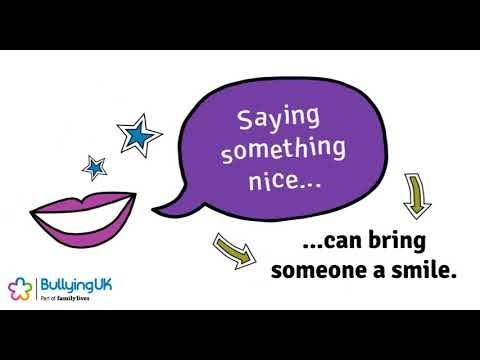 Saying
something
nice...
...can bring
someone a smile.
BullyingUK
Part of family lives